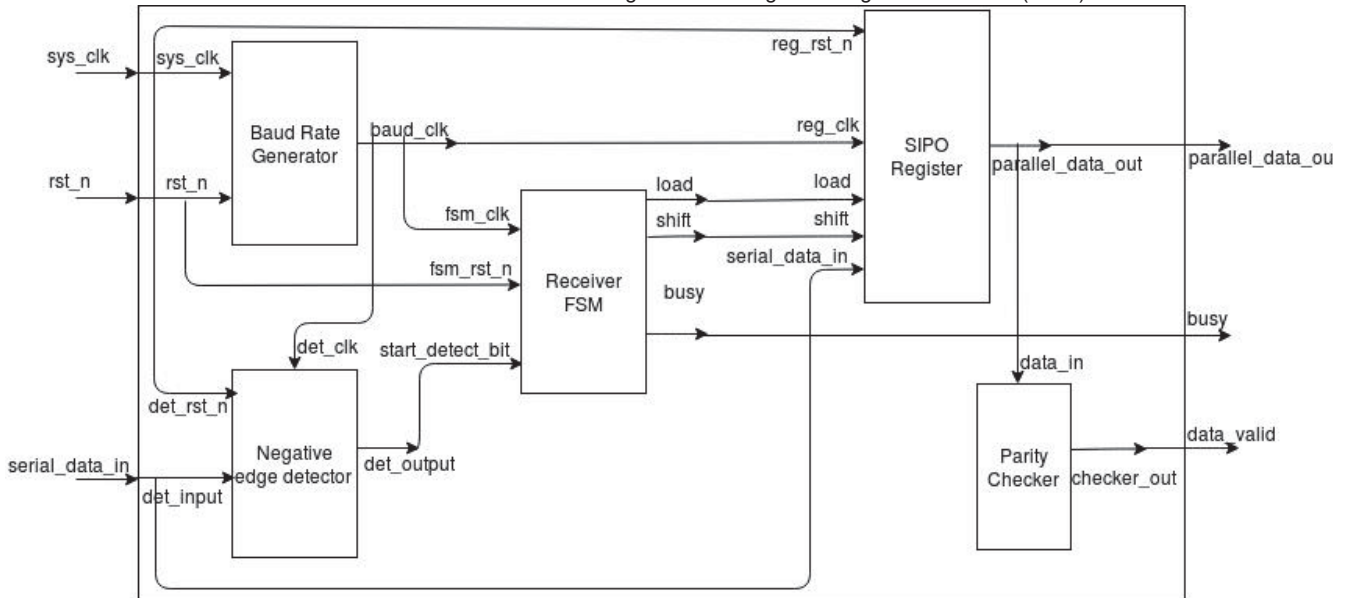 reg_rst_n
sys_clk
sys_clk
Baud Rate
Generator
baud_clk
reg_clk
SIPO
Register
parallel_data_out
parallel_data_ou
rst_n
rst_n
load
load
fsm_clk
shift
shift
serial_data_in
fsm_rst_n
Receiver
FSM
busy
busy
det_clk
start_detect_bit
data_in
det_rst_n
Negative
edge detector
det_output
serial_data_in
det_input
data_valid
Parity
Checker
checker_out